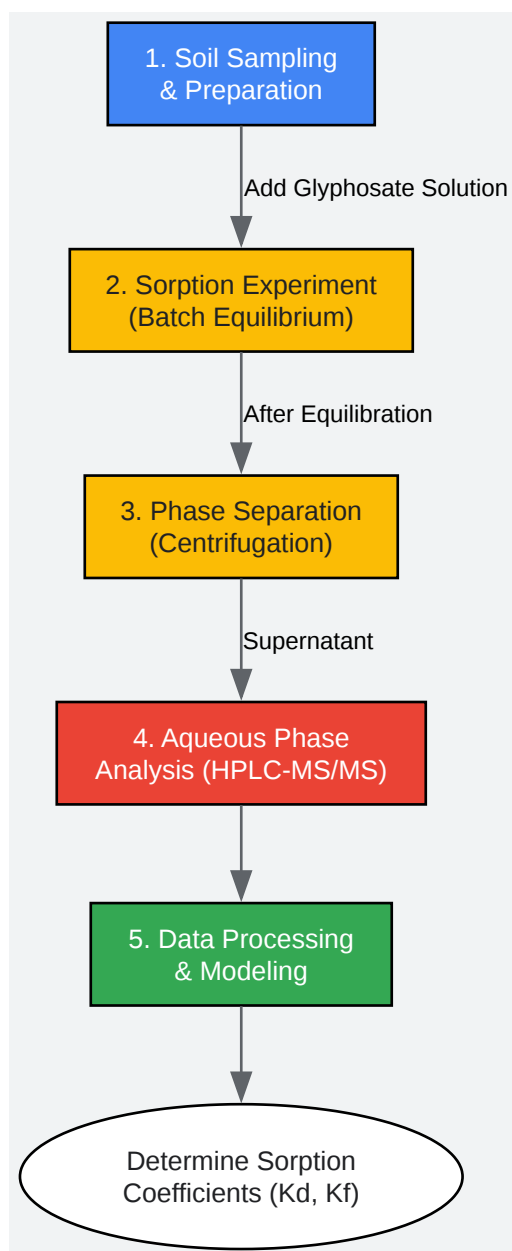 1. Soil Sampling
& Preparation
Add Glyphosate Solution
2. Sorption Experiment
(Batch Equilibrium)
After Equilibration
3. Phase Separation
(Centrifugation)
Supernatant
4. Aqueous Phase
Analysis (HPLC-MS/MS)
5. Data Processing
& Modeling
Determine Sorption
Coefficients (Kd, Kf)